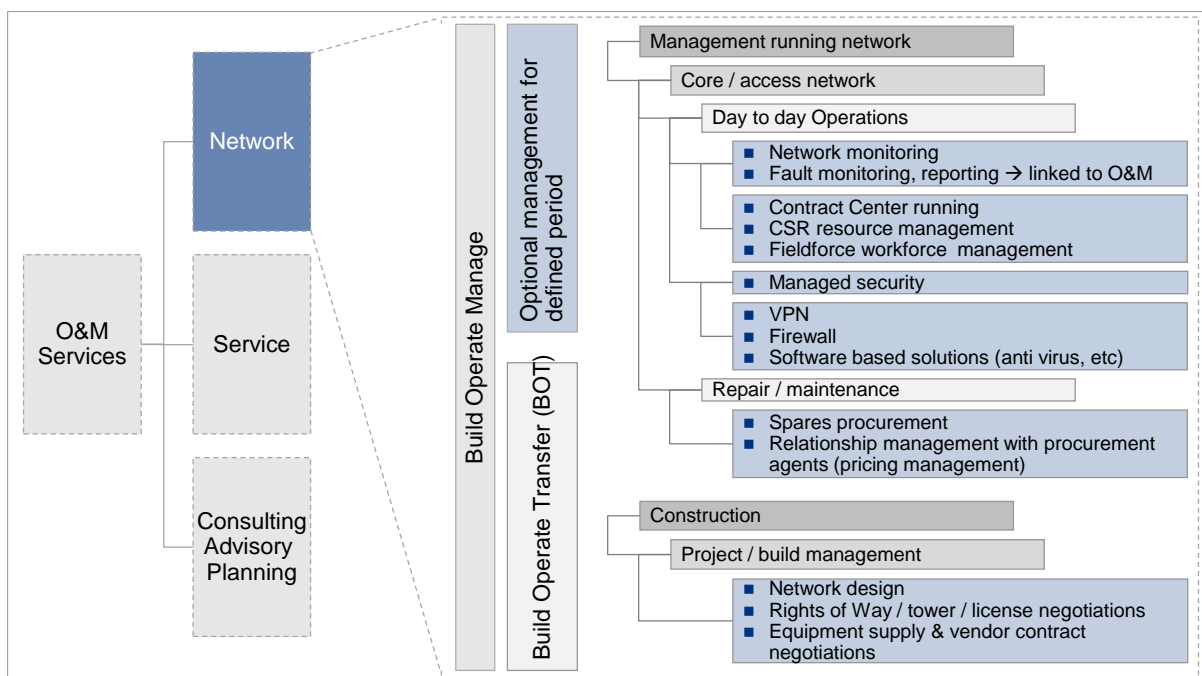 O&M
Services
Network
Service
Consulting
Advisory
Planning
Build Operate Manage
Optional management for
defined period
Build Operate Transfer (BOT)
Management running network
Core / access network
Day to day Operations
■ Network monitoring
■ Fault monitoring, reporting → linked to O&M
■ Contract Center running
■ CSR resource management
■ Fieldforce workforce management
■ Managed security
■ VPN
■ Firewall
■ Software based solutions (anti virus, etc)
Repair / maintenance
■ Spares procurement
■ Relationship management with procurement
agents (pricing management)
Construction
Project / build management
■ Network design
■ Rights of Way / tower / license negotiations
■ Equipment supply & vendor contract
negotiations